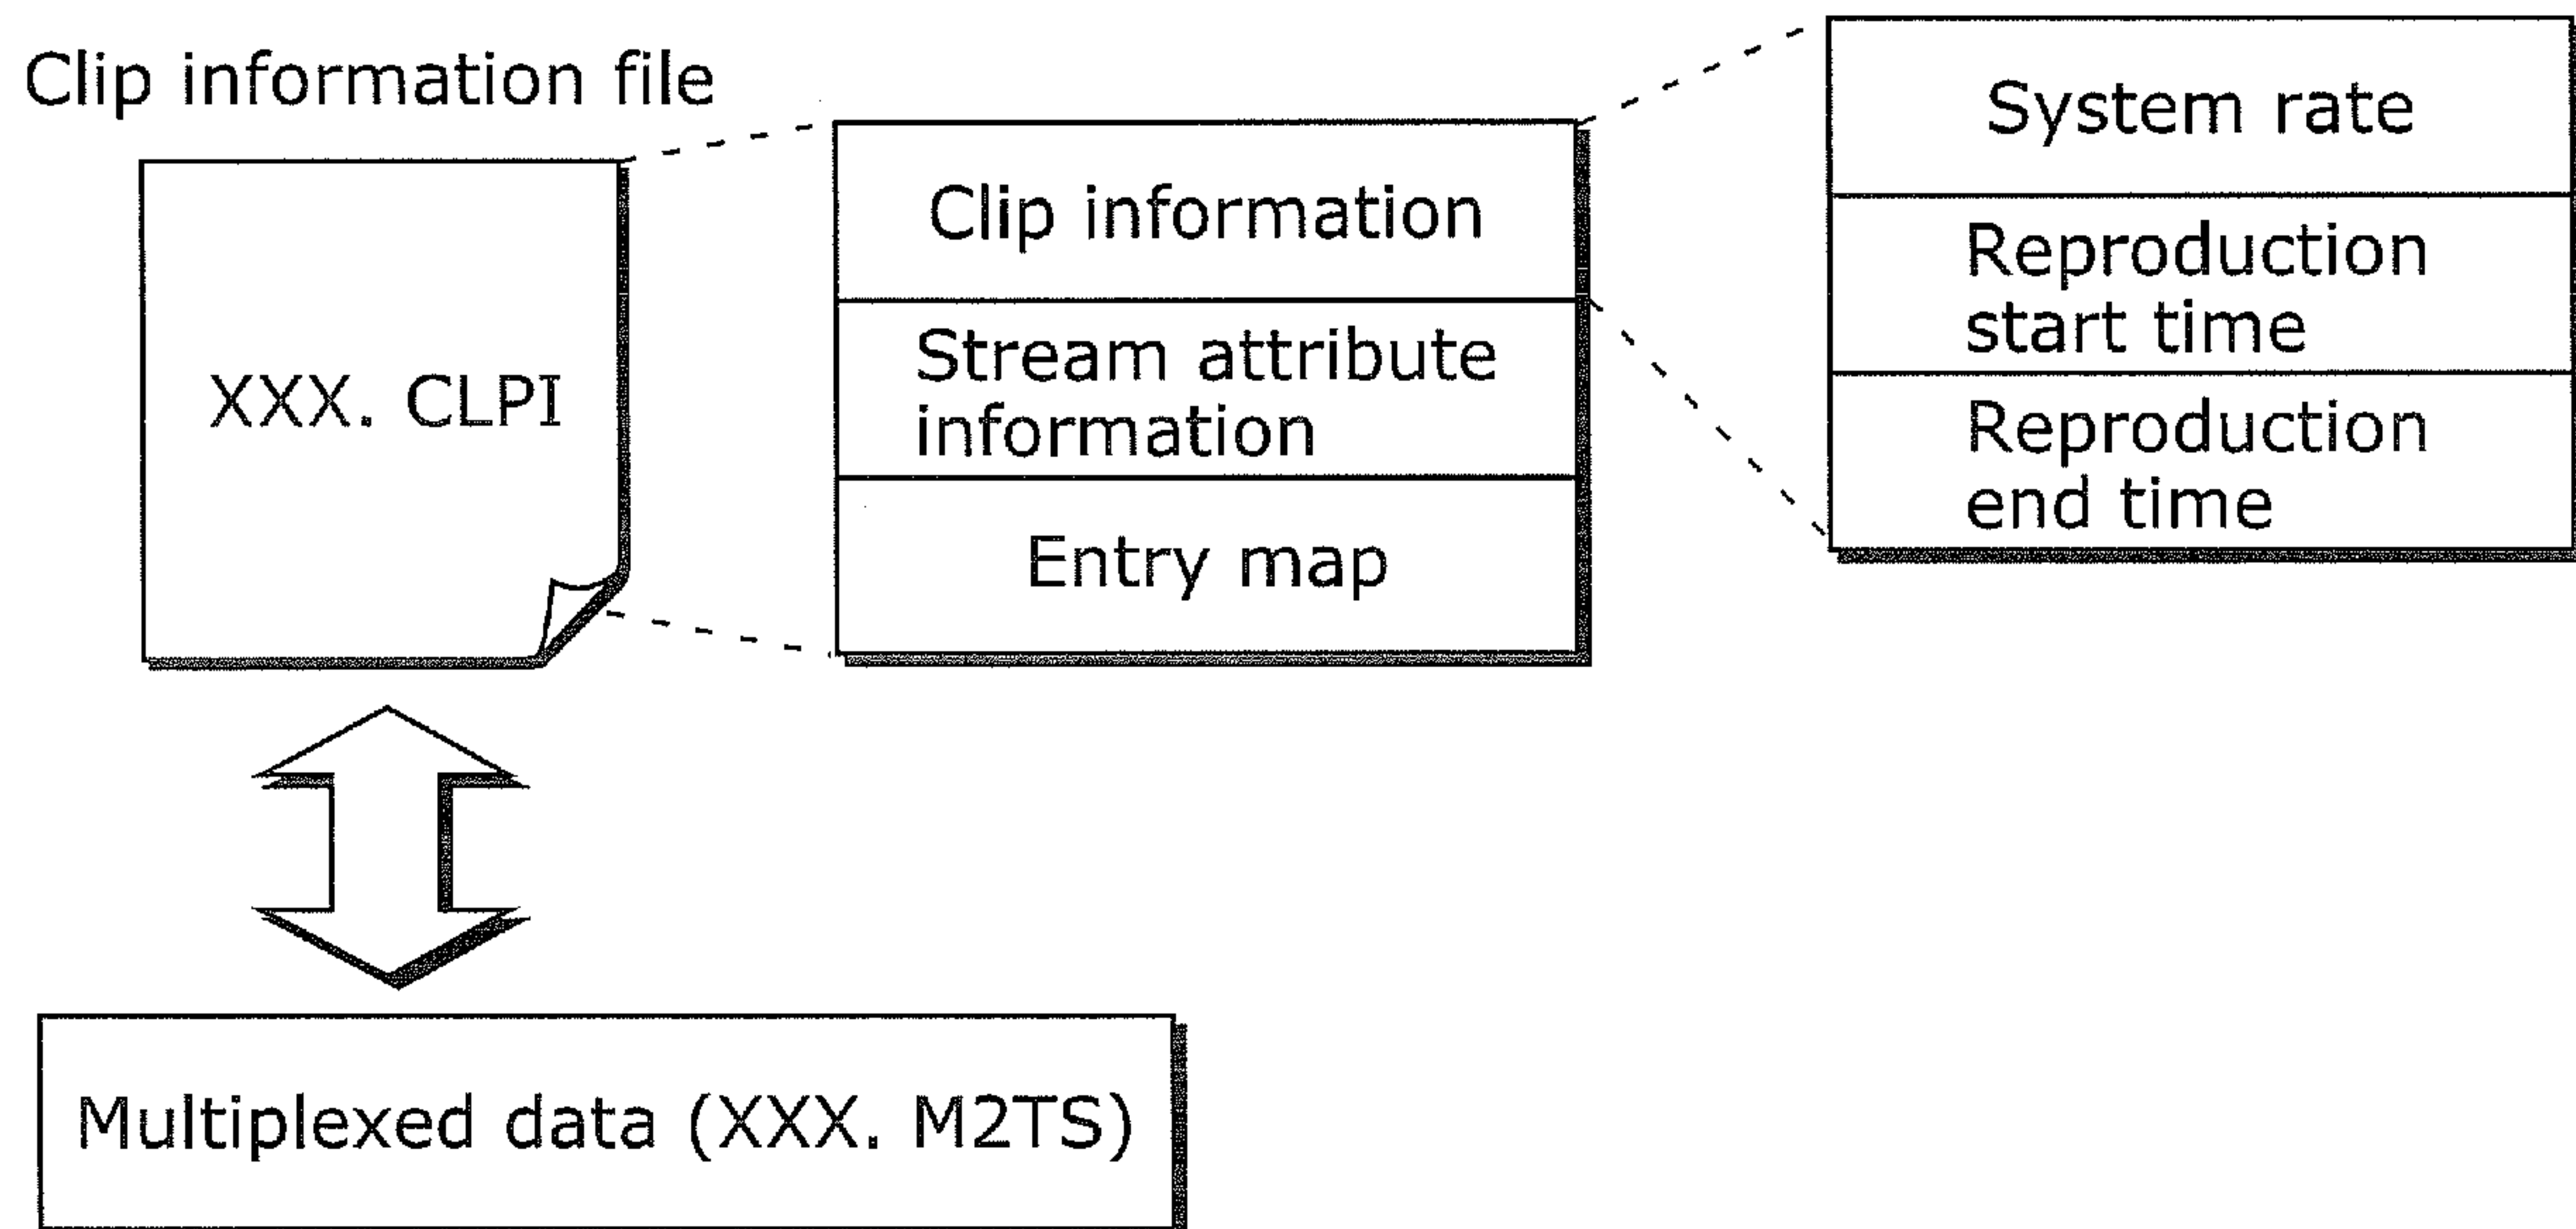 Clip information file
XXX. CLPI
Clip information
Stream attribute
information
Entry map
System rate
Reproduction
start time
Reproduction
end time
Multiplexed data (XXX. M2TS)